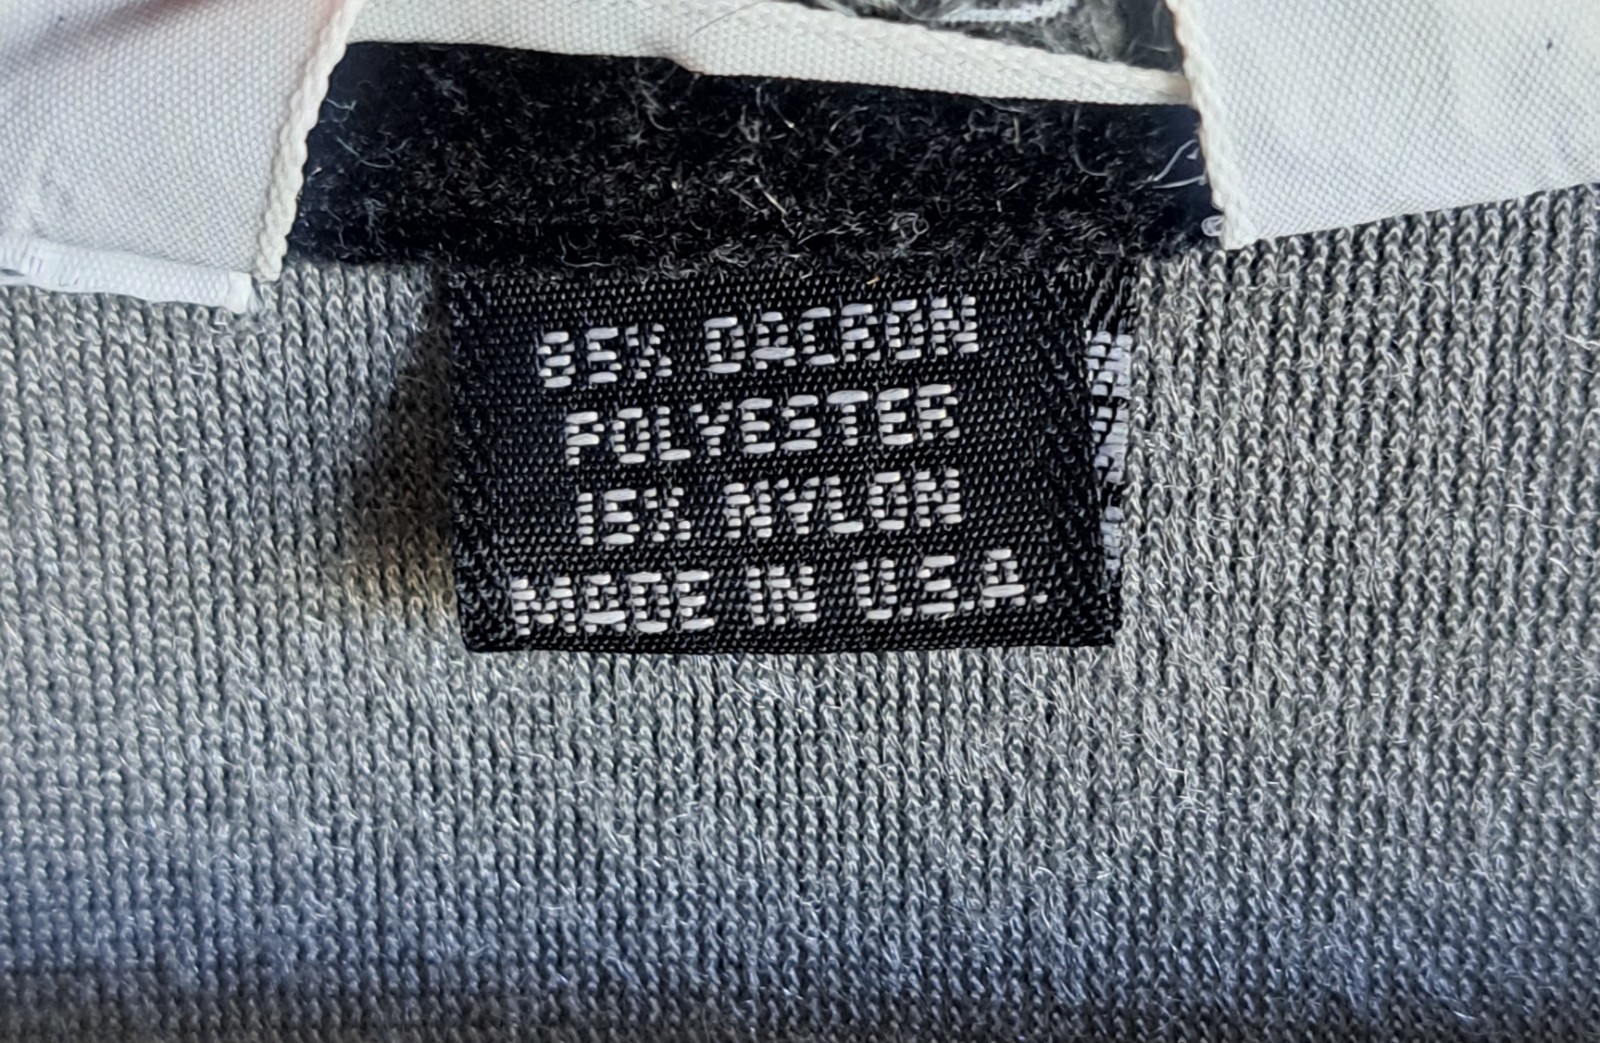 85% DACRON
POLYESTER
15% NYLON
MADE IN U.S.A.